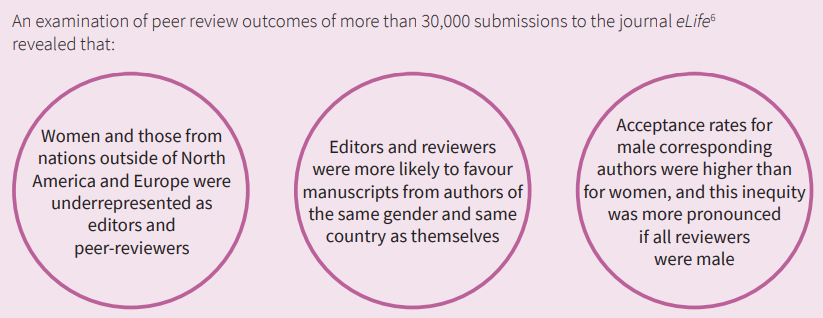 An examination of peer review outcomes of more than 30,000 submissions to the journal eLife⁶
revealed that:
Women and those from
nations outside of North
America and Europe were
underrepresented as
editors and
peer-reviewers
Editors and reviewers
were more likely to favour
manuscripts from authors of
the same gender and same
country as themselves
Acceptance rates for
male corresponding
authors were higher than
for women, and this inequity
was more pronounced
if all reviewers
were male